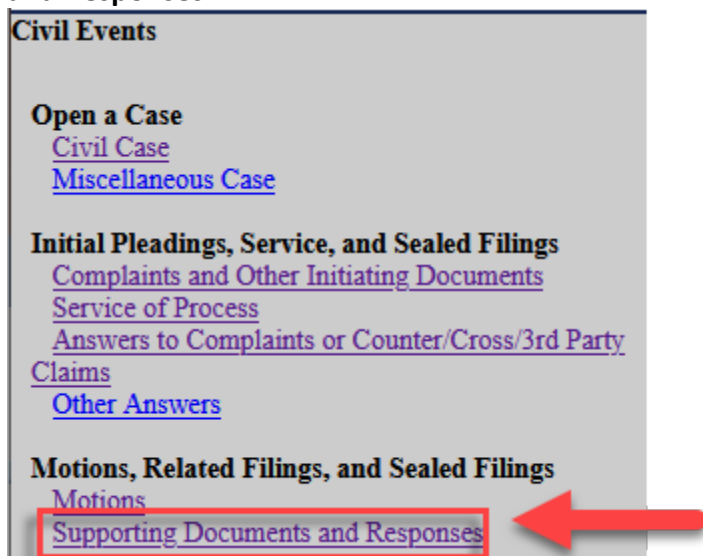 and Responses
Civil Events
Open a Case
Civil Case
Miscellaneous Case
Initial Pleadings, Service, and Sealed Filings
Complaints and Other Initiating Documents
Service of Process
Answers to Complaints or Counter/Cross/3rd Party
Claims
Other Answers
Motions, Related Filings, and Sealed Filings
Motions
Supporting Documents and Responses